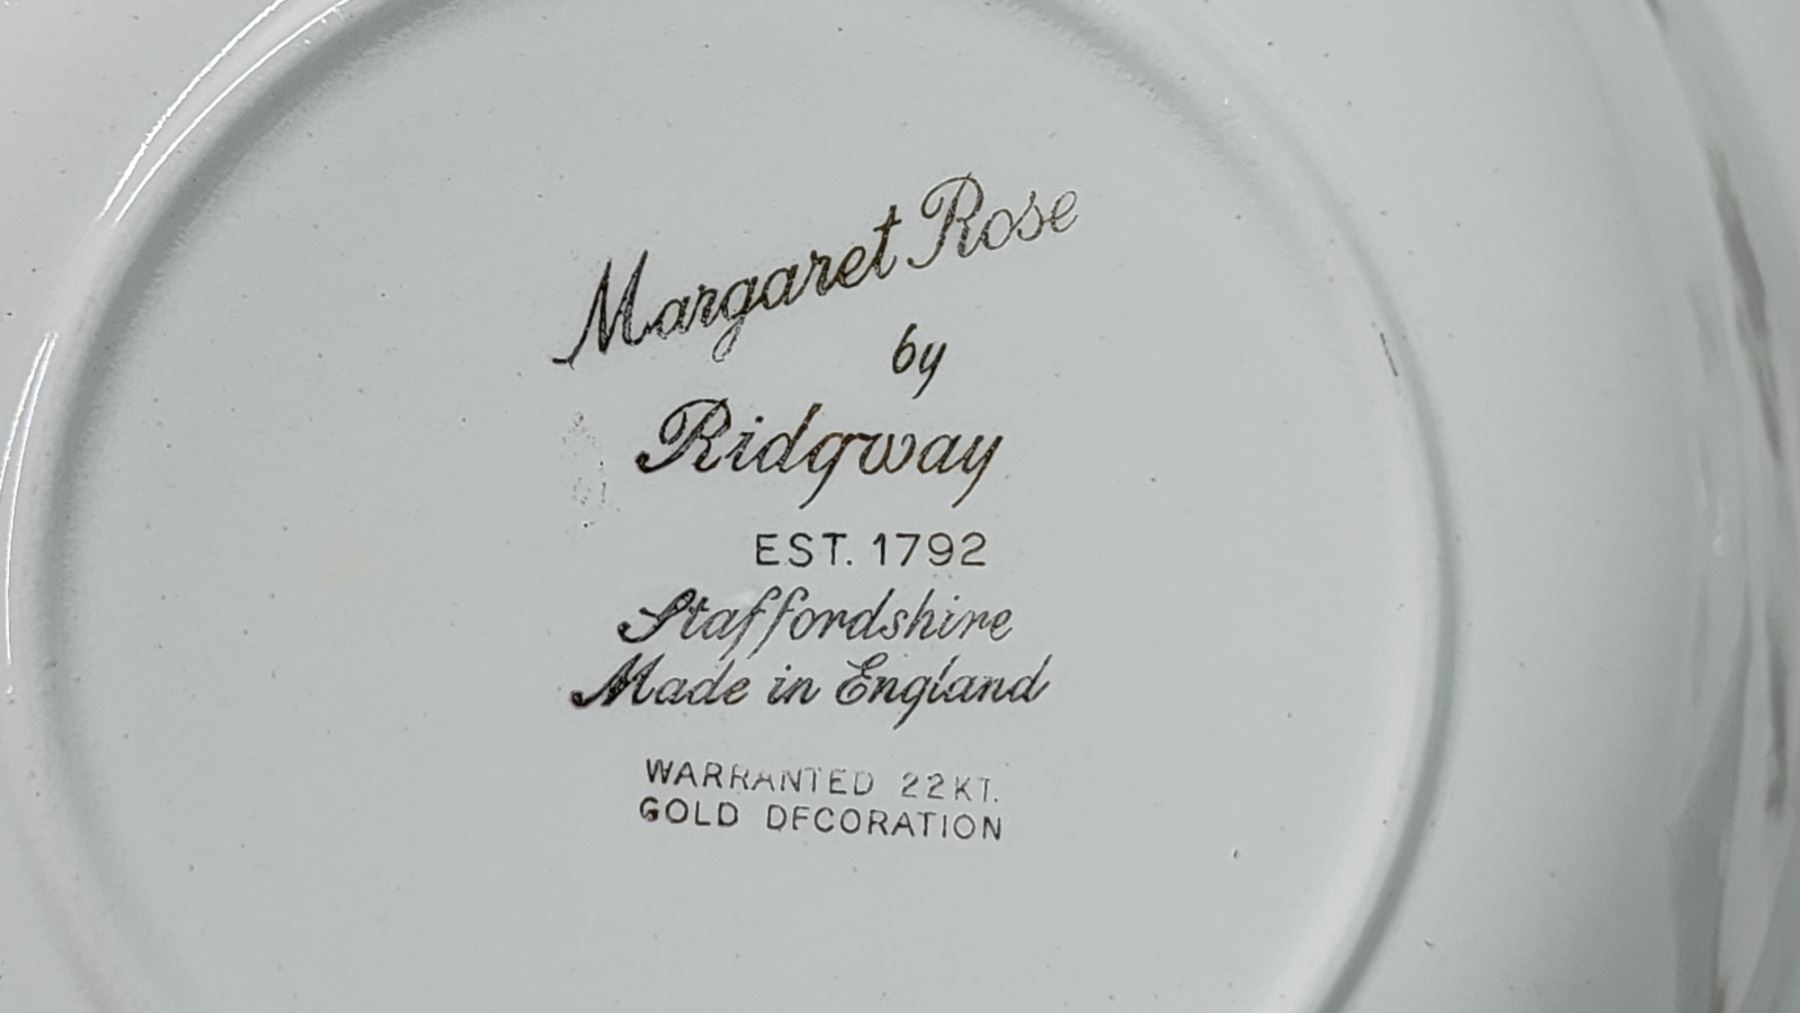 Margaret Rose
by
Ridgway
EST. 1792
Staffordshire
Made in England
WARRANTED 22KT.
GOLD DECORATION